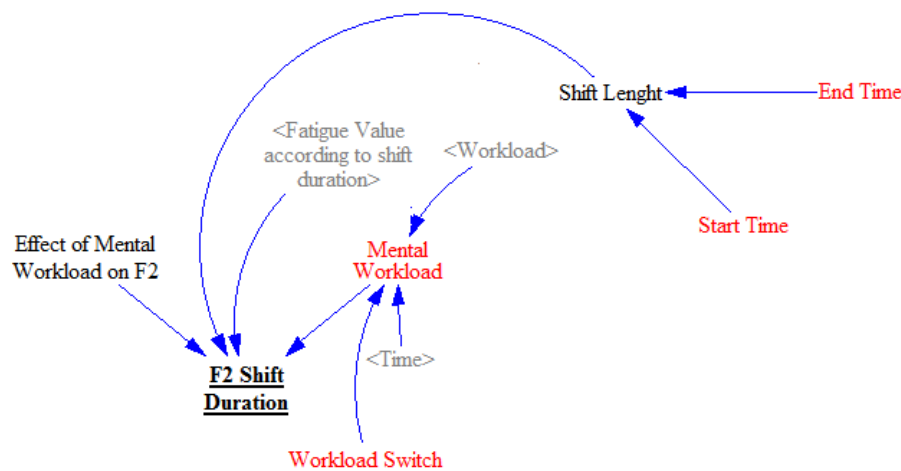 Shift Lenght
End Time
<Fatigue Value
according to shift
duration>
<Workload>
Start Time
Effect of Mental
Workload on F2
Mental
Workload
<Time>
F2 Shift
Duration
Workload Switch